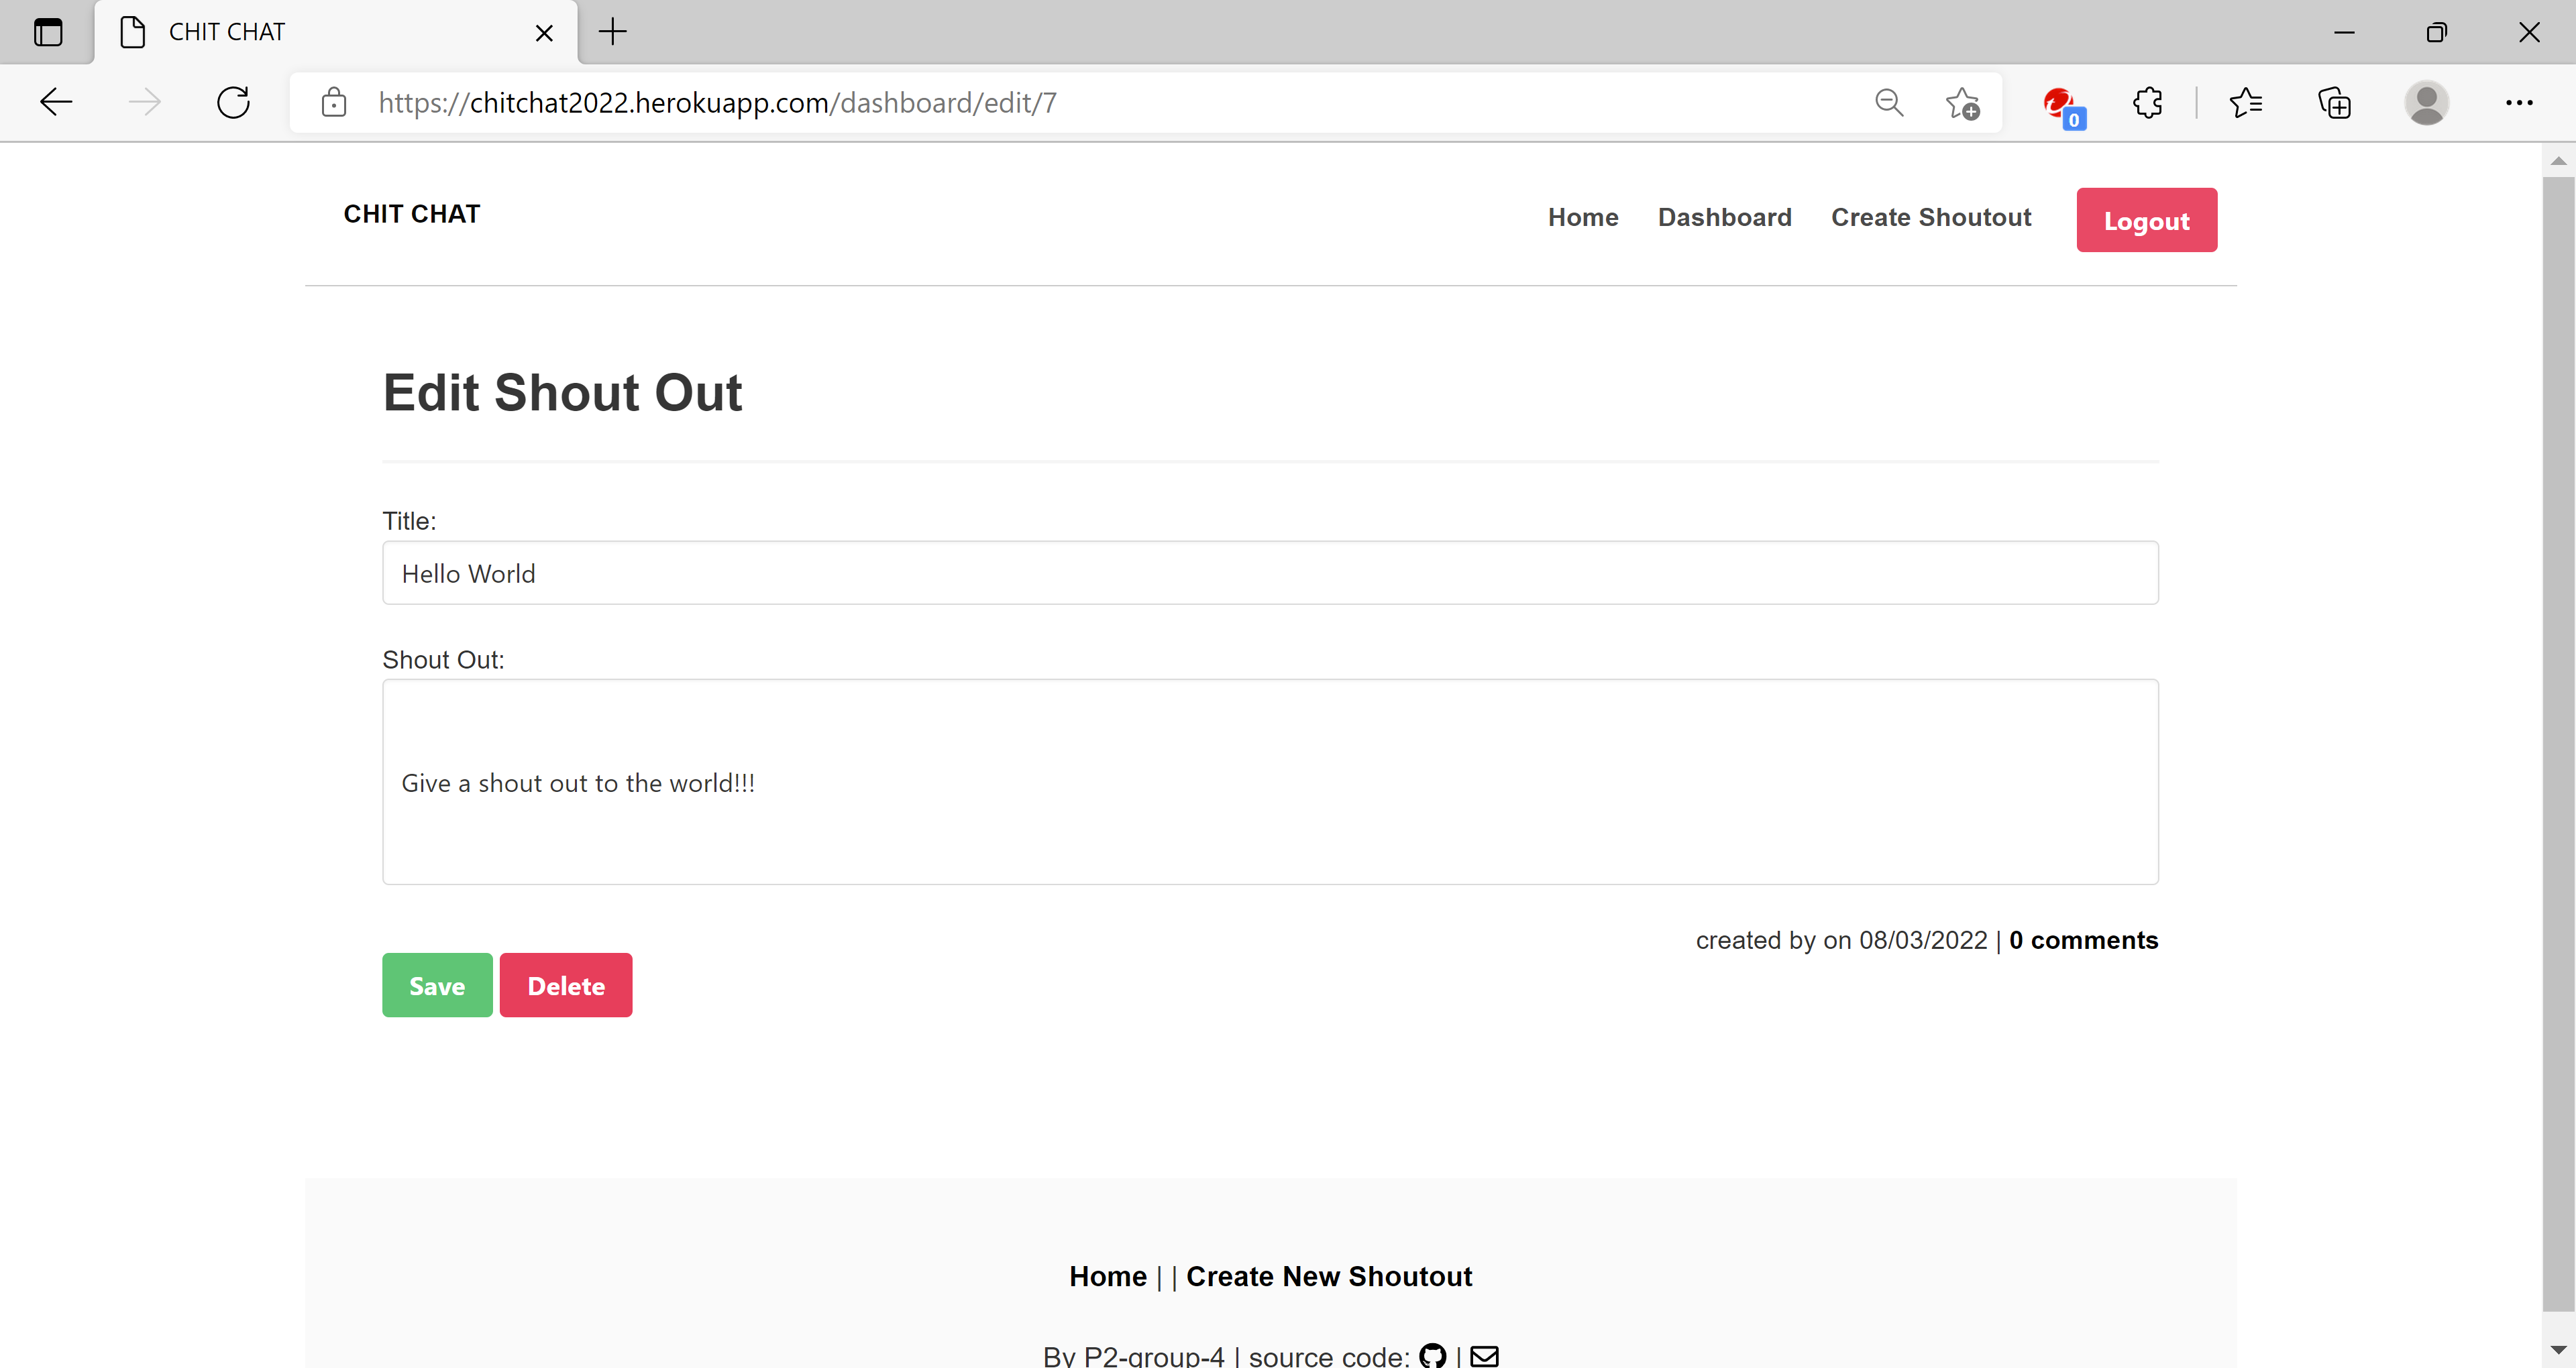 CHIT CHAT
https://chitchat2022.herokuapp.com/dashboard/edit/7
0
CHIT CHAT
Home Dashboard Create Shoutout Logout
Edit Shout Out
Title:
Hello World
Shout Out:
Give a shout out to the world!!!
created by on 08/03/2022 | 0 comments
Save Delete
Home | | Create New Shoutout
By P2-group-4 | source code: |